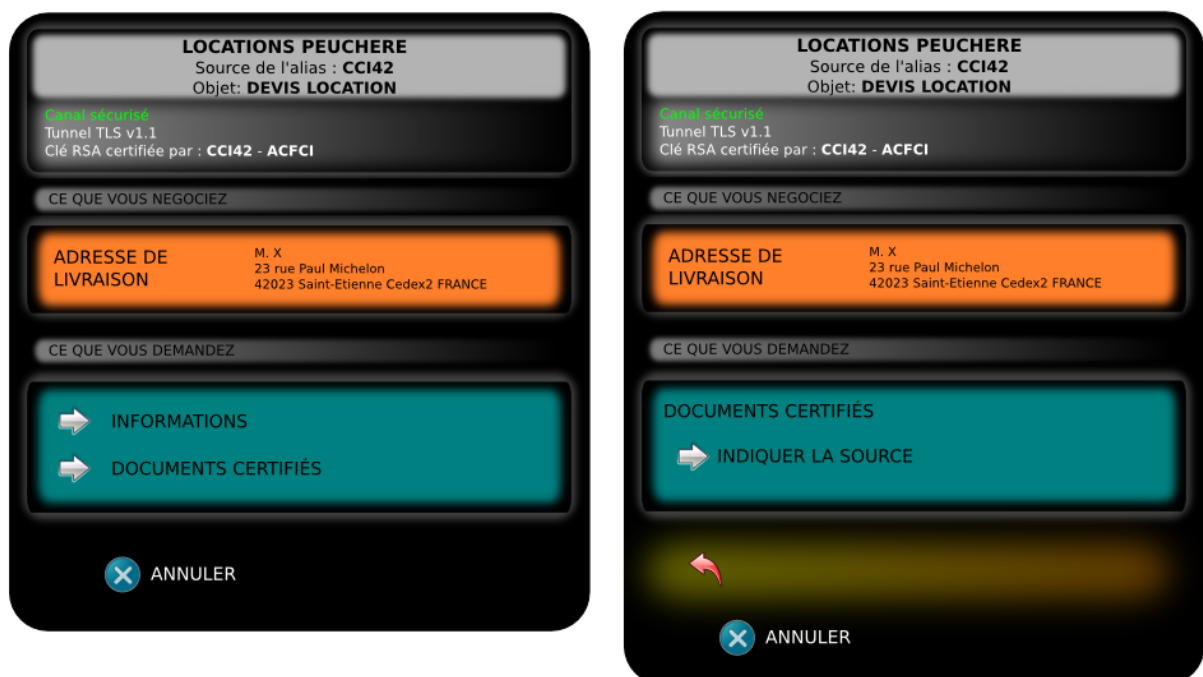 LOCATIONS PEUCHERE
Source de l'alias : CCI42
Objet: DEVIS LOCATION
Canal sécurisé
Tunnel TLS v1.1
Clé RSA certifiée par : CCI42 - ACFCI
CE QUE VOUS NEGOCIEZ
ADRESSE DE
LIVRAISON
M. X
23 rue Paul Michelon
42023 Saint-Etienne Cedex2 FRANCE
CE QUE VOUS DEMANDEZ
INFORMATIONS
DOCUMENTS CERTIFIÉS
ANNULER
LOCATIONS PEUCHERE
Source de l'alias : CCI42
Objet: DEVIS LOCATION
Canal sécurisé
Tunnel TLS v1.1
Clé RSA certifiée par : CCI42 - ACFCI
CE QUE VOUS NEGOCIEZ
ADRESSE DE
LIVRAISON
M. X
23 rue Paul Michelon
42023 Saint-Etienne Cedex2 FRANCE
CE QUE VOUS DEMANDEZ
DOCUMENTS CERTIFIÉS
INDIQUER LA SOURCE
ANNULER